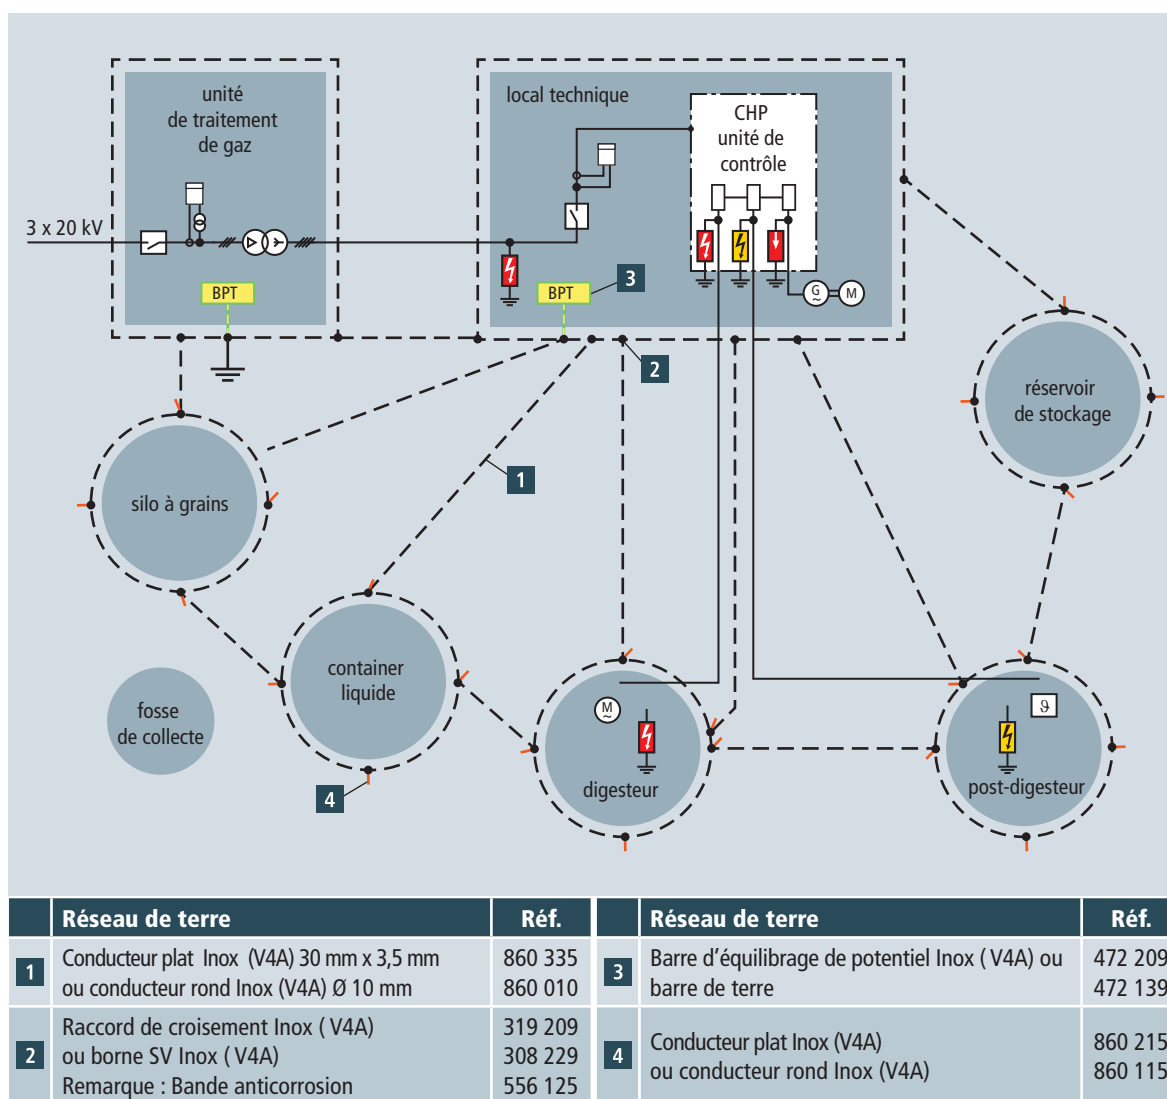 unité
de traitement
de gaz
3 x 20 kV
BPT
local technique
CHP
unité de
contrôle
BPT
3
G
~
M
2
1
réservoir
de stockage
silo à grains
container
liquide
fosse
de collecte
4
M
~
digesteur
ϑ
post-digesteur
Réseau de terre Réf.
1 Conducteur plat Inox (V4A) 30 mm x 3,5 mm 860 335
ou conducteur rond Inox (V4A) Ø 10 mm 860 010
2 Raccord de croisement Inox ( V4A) 319 209
ou borne SV Inox ( V4A) 308 229
Remarque : Bande anticorrosion 556 125
Réseau de terre Réf.
3 Barre d’équilibrage de potentiel Inox ( V4A) ou 472 209
barre de terre 472 139
4 Conducteur plat Inox (V4A) 860 215
ou conducteur rond Inox (V4A) 860 115